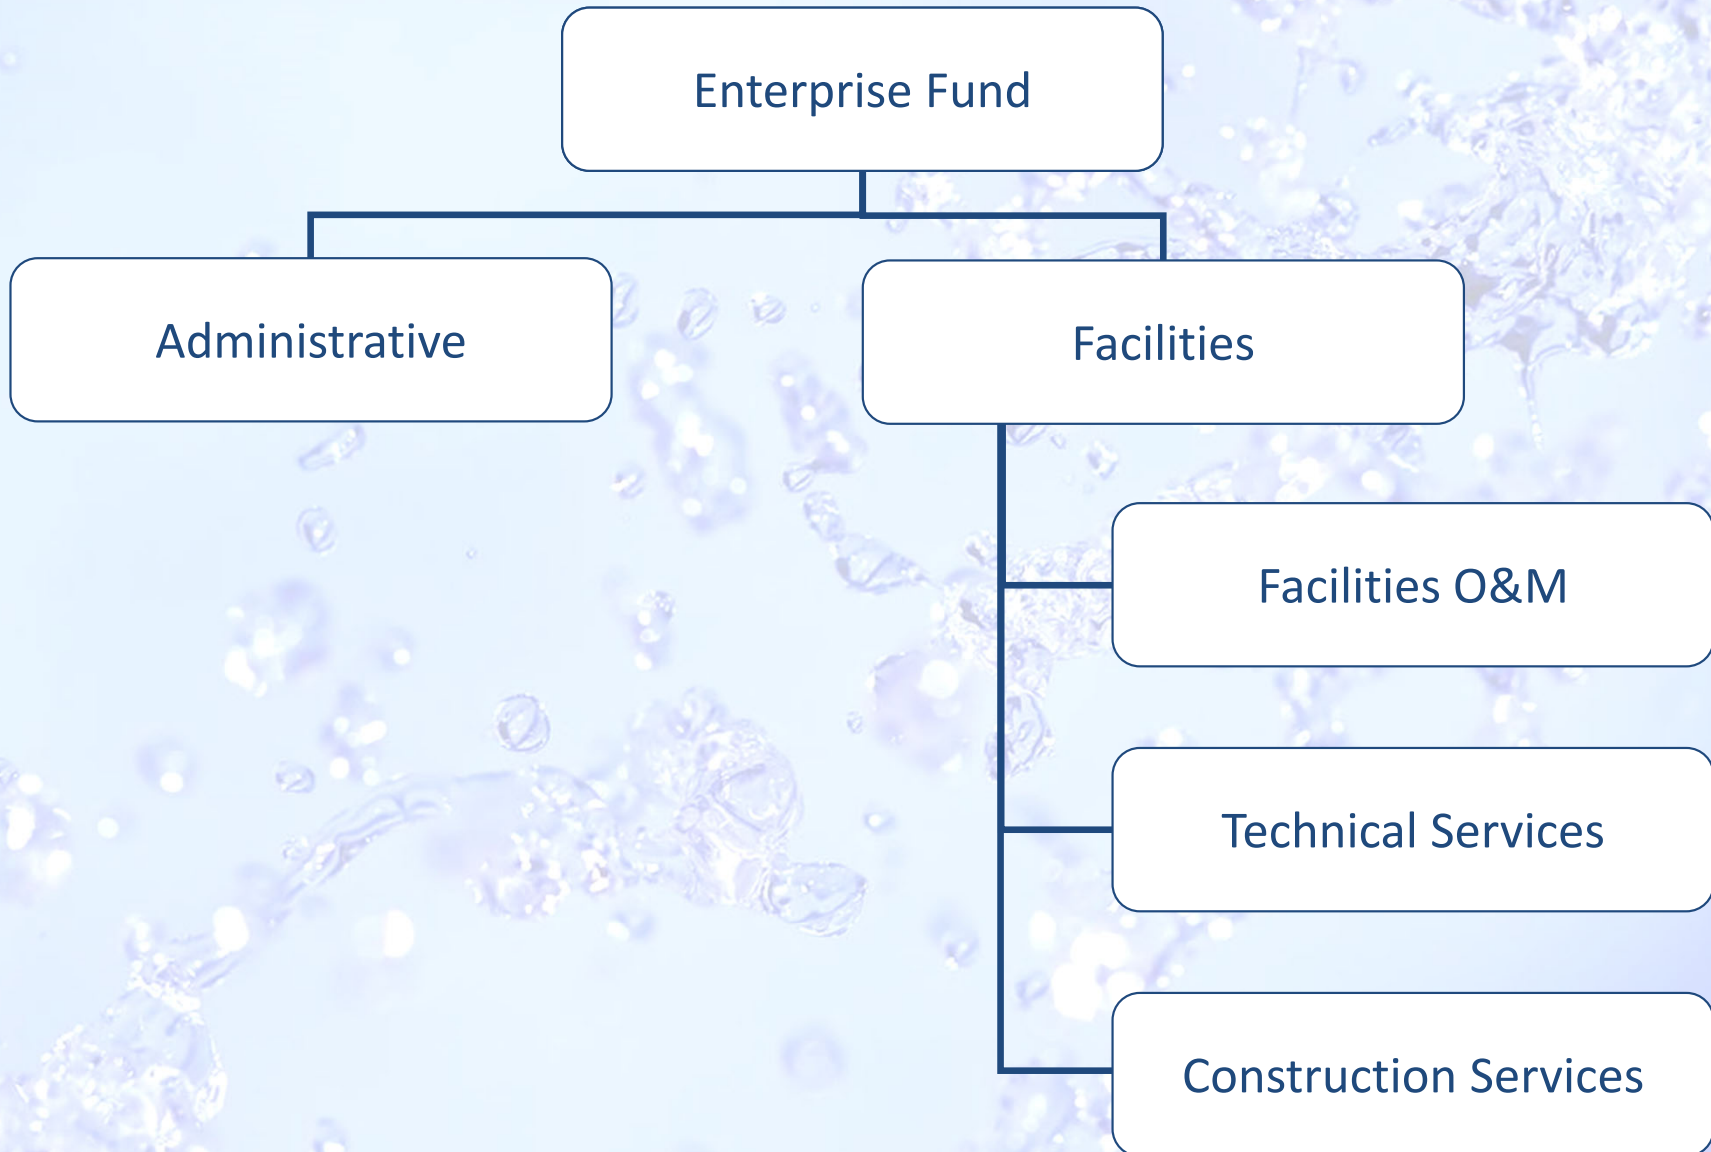 Enterprise Fund
Administrative
Facilities
Facilities O&M
Technical Services
Construction Services